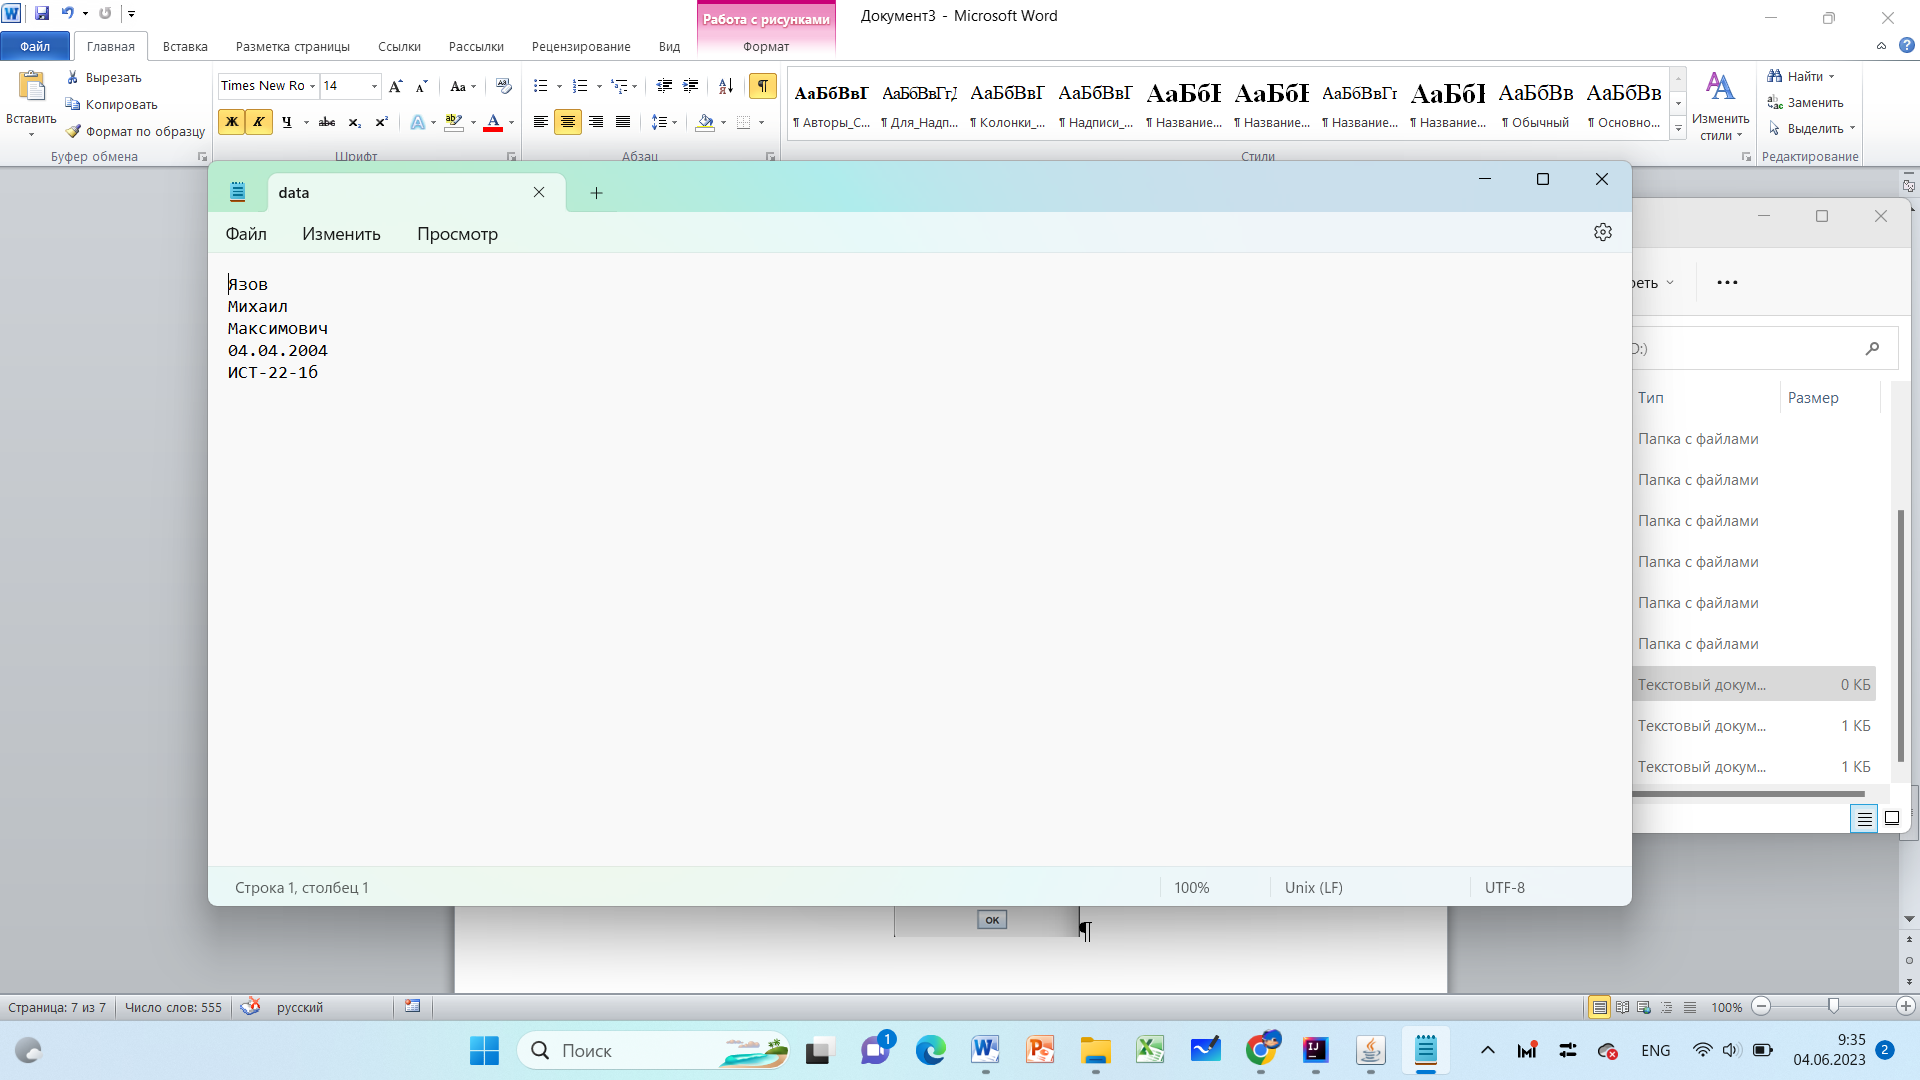 Работа с рисунками
Документ3 - Microsoft Word
Файл
Главная
Вставка
Разметка страницы
Ссылки
Рассылки
Рецензирование
Вид
Формат
Вставить
Вырезать
Копировать
Формат по образцу
Буфер обмена
Times New Ro
14
Шрифт
Абзац
АаБбВвГ
АаБбВвГгД
АаБбВвГ
АаБбВвГ
АаБбІ
АаБбІ
АаБбВвГг
АаБбІ
АаБбВв
АаБбВв
¶ Авторы_С...
¶ Для_Надп...
¶ Колонки_...
¶ Надписи_...
¶ Название...
¶ Название...
¶ Название...
¶ Название...
¶ Обычный
¶ Основно...
Стили
Изменить
стили
Найти
Заменить
Выделить
Редактирование
data
Файл
Изменить
Просмотр
Язов
Михаил
Максимович
04.04.2004
ИСТ-22-1б
Строка 1, столбец 1
100%
Unix (LF)
UTF-8
реть
D:)
Тип
Размер
Папка с файлами
Папка с файлами
Папка с файлами
Папка с файлами
Папка с файлами
Папка с файлами
Текстовый докум...
0 КБ
Текстовый докум...
1 КБ
Текстовый докум...
1 КБ
OK
¶
Страница: 7 из 7
Число слов: 555
русский
100%
Поиск
1
ENG
9:35
04.06.2023
2